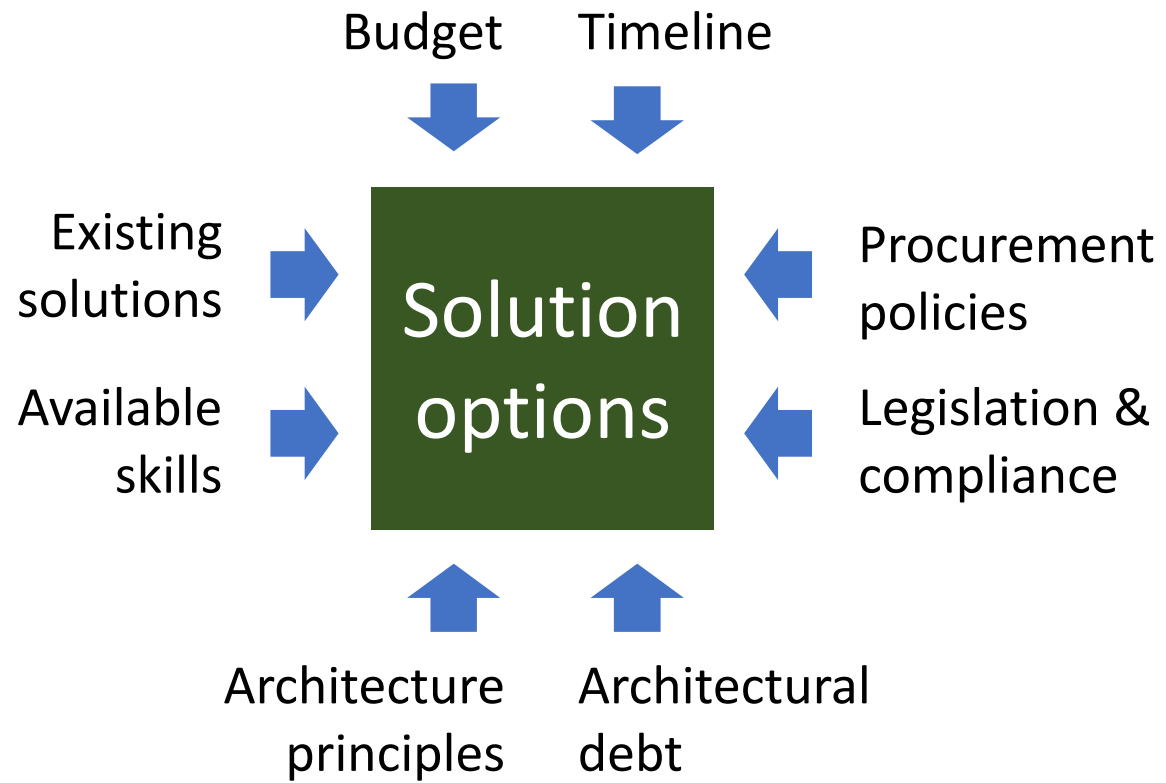 Budget
Timeline
Existing
solutions
Procurement
policies
Solution
options
Available
skills
Legislation &
compliance
Architecture
principles
Architectural
debt